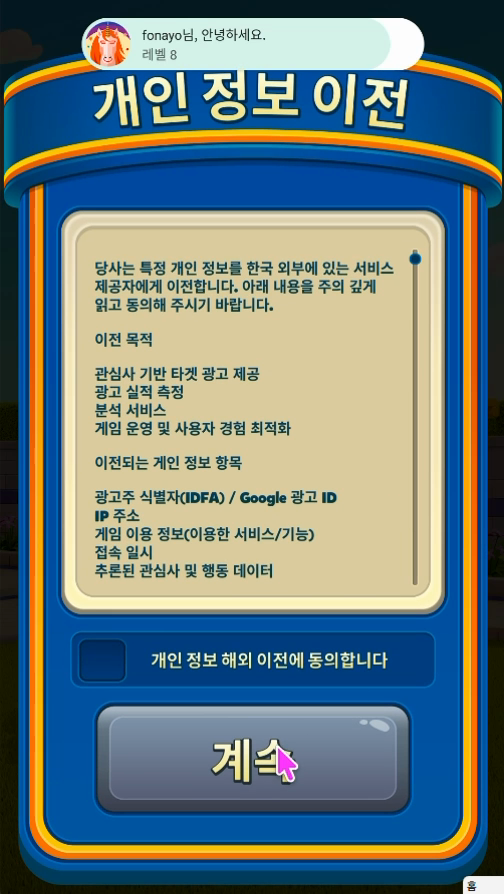 fonayo님, 안녕하세요.
레벨 8
개인 정보 이전
당사는 특정 개인 정보를 한국 외부에 있는 서비스
제공자에게 이전합니다. 아래 내용을 주의 깊게
읽고 동의해 주시기 바랍니다.
이전 목적
관심사 기반 타겟 광고 제공
광고 실적 측정
분석 서비스
게임 운영 및 사용자 경험 최적화
이전되는 게인 정보 항목
광고주 식별자(IDFA) / Google 광고 ID
IP 주소
게임 이용 정보(이용한 서비스/기능)
접속 일시
추론된 관심사 및 행동 데이터
개인 정보 해외 이전에 동의합니다
계속
홈